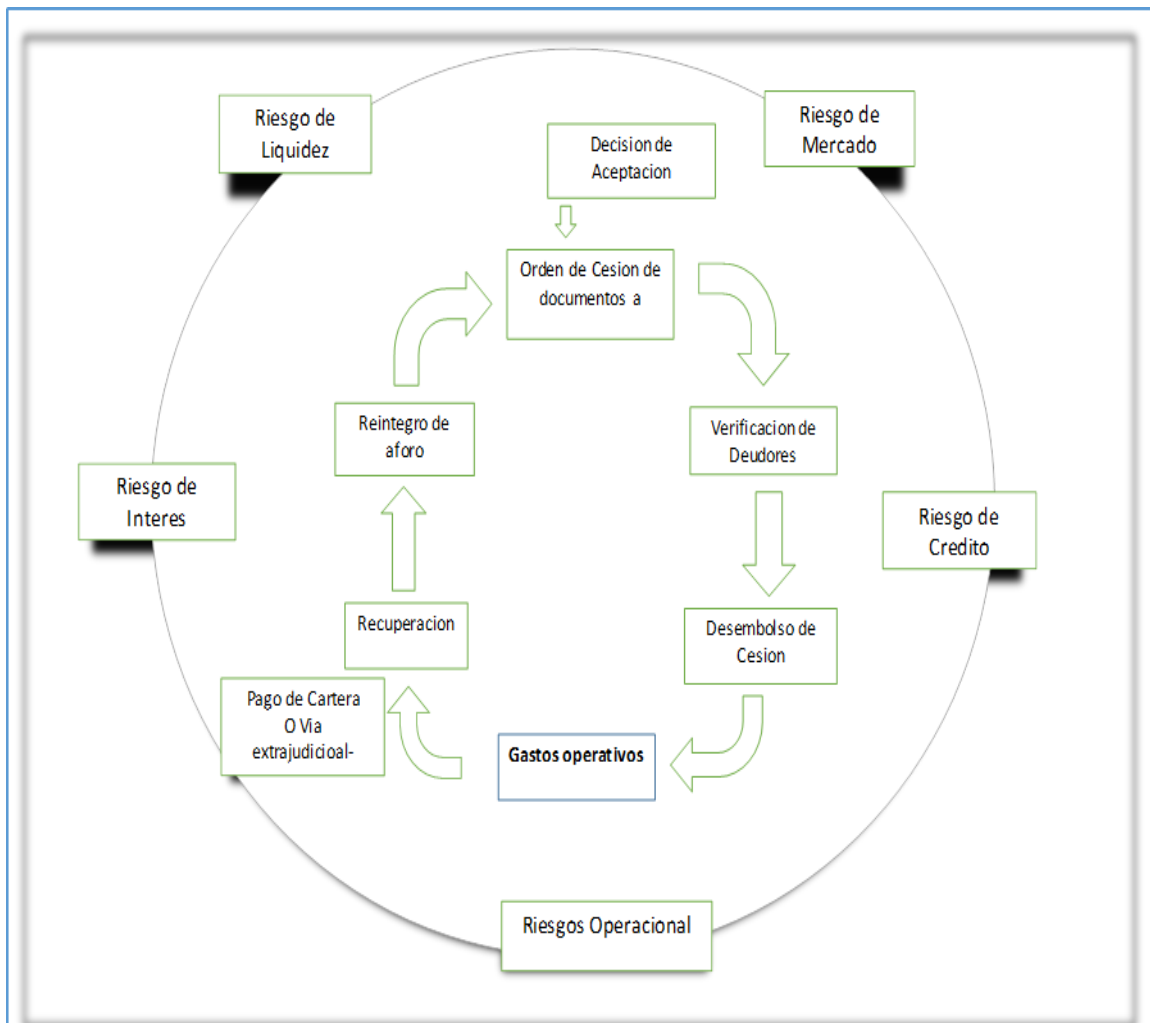 Riesgo de
Liquidez
Riesgo de
Mercado
Decision de
Aceptacion
Orden de Cesion de
documentos a
Reintegro de
aforo
Verificacion de
Deudores
Riesgo de
Interes
Riesgo de
Credito
Recuperacion
Desembolso de
Cesion
Pago de Cartera
O Via
extrajudicioal-
Gastos operativos
Riesgos Operacional